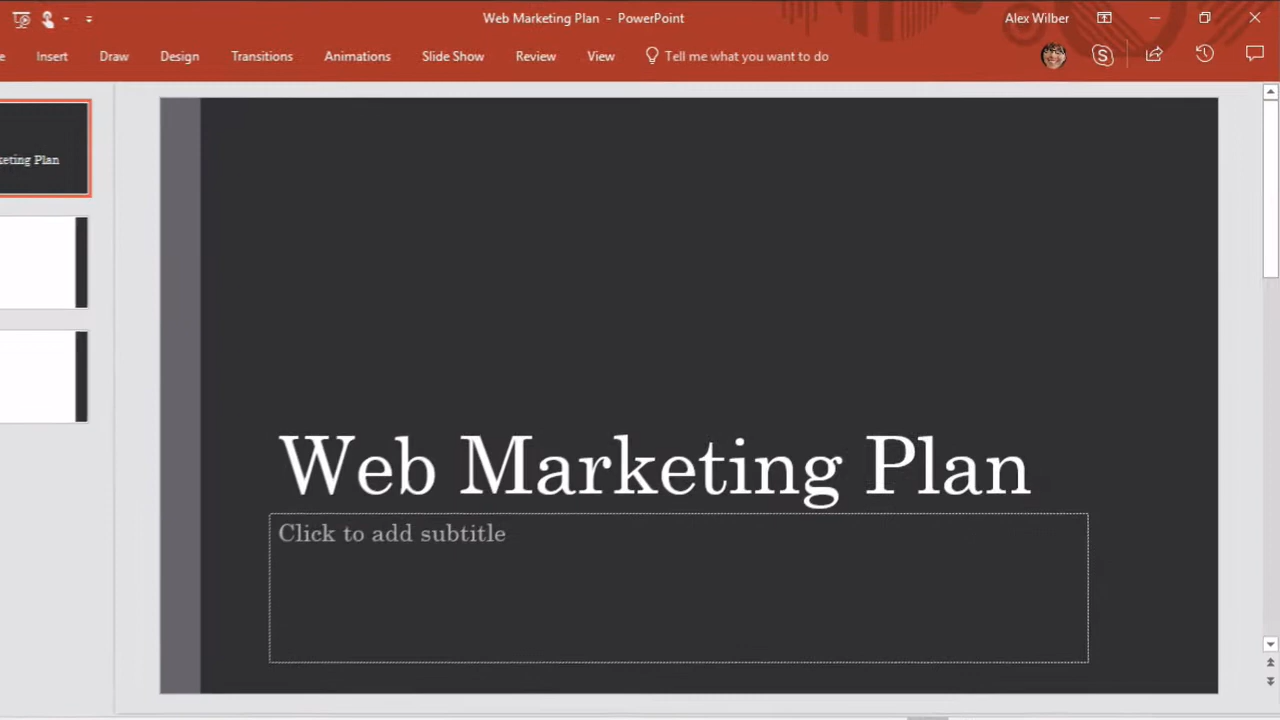 Web Marketing Plan - PowerPoint
Alex Wilber
Insert
Draw
Design
Transitions
Animations
Slide Show
Review
View
Tell me what you want to do
keting Plan
Web Marketing Plan
Click to add subtitle